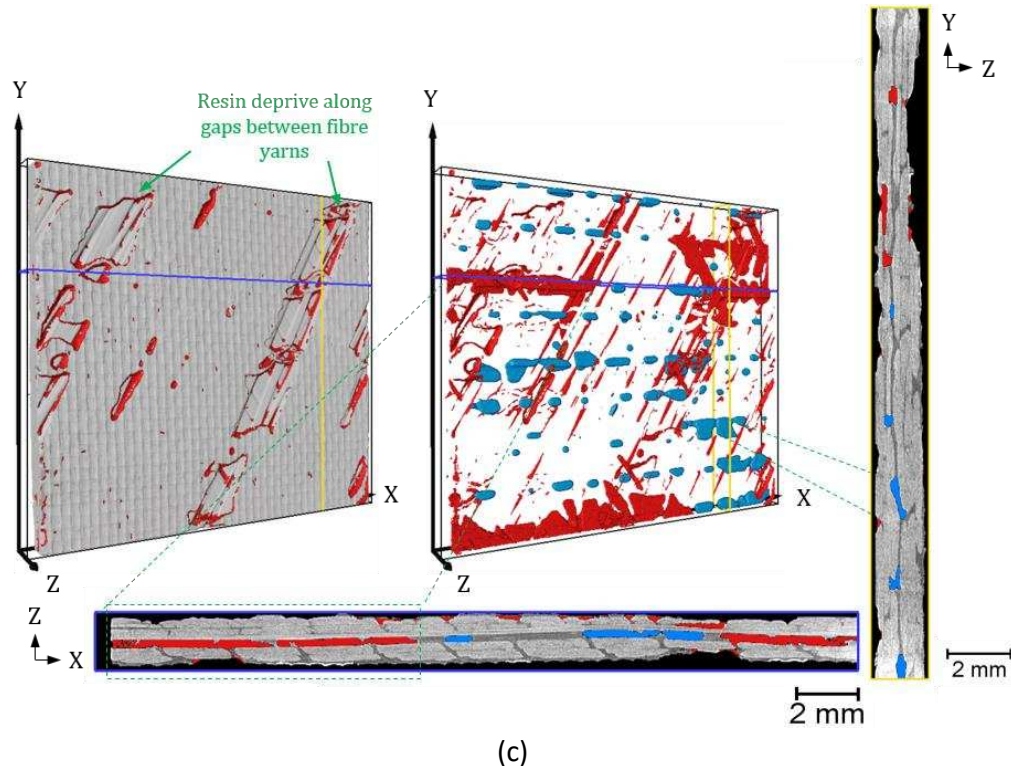 Y
Z
Y
Resin deprive along
gaps between fibre
yarns
Y
X
Z
X
Z
Z
X
2 mm
2 mm
(c)